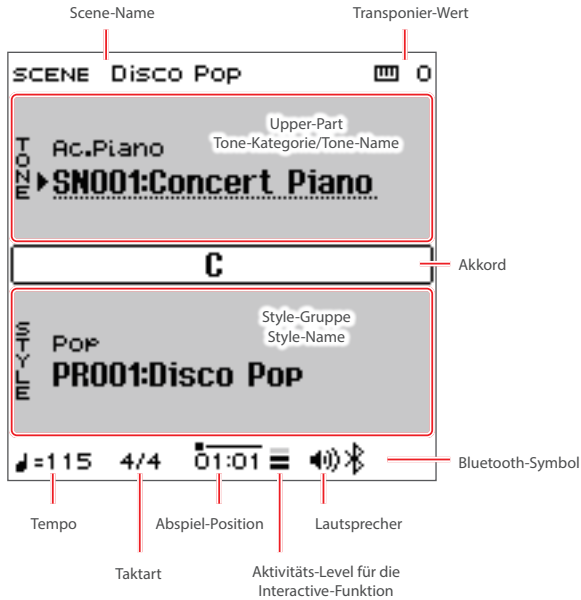 Scene-Name
Transponier-Wert
SCENE Disco Pop 0
Upper-Part
Tone-Kategorie/Tone-Name
TONE
Ac.Piano
SN001:Concert Piano
C
Akkord
Style-Gruppe
Style-Name
STYLE
Pop
PR001:Disco Pop
=115 4/4 01:01
Bluetooth-Symbol
Tempo
Abspiel-Position
Lautsprecher
Taktart
Aktivitäts-Level für die
Interactive-Funktion